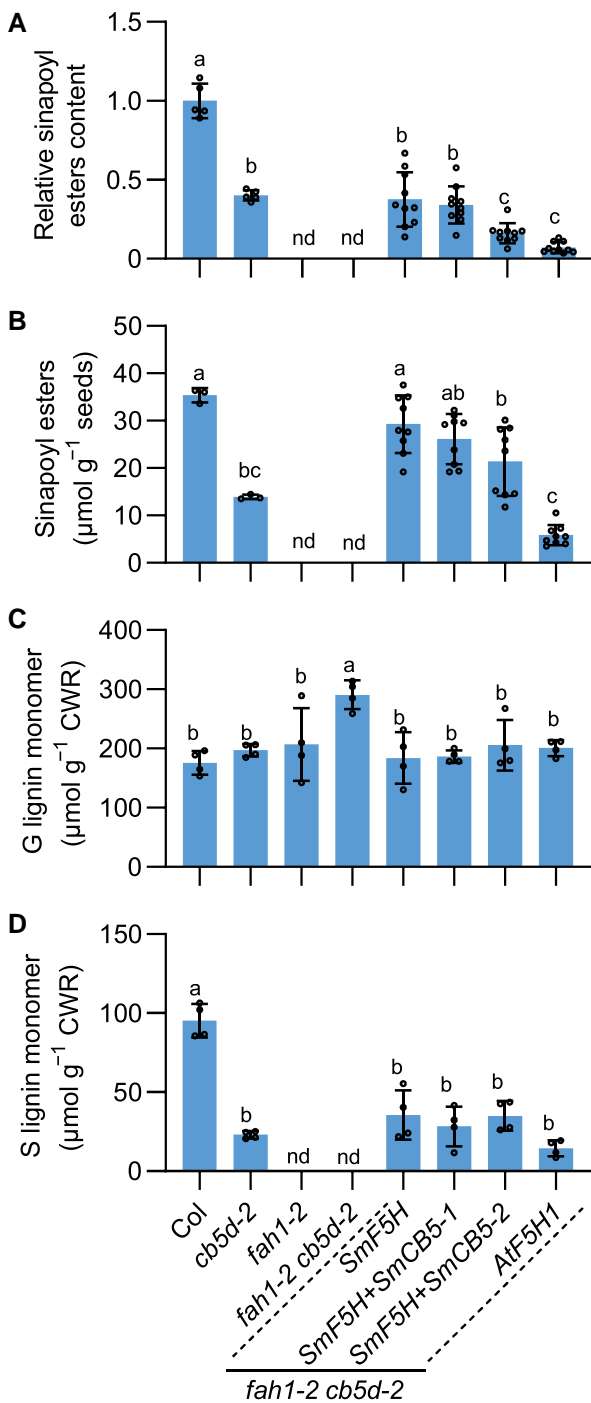 A
Relative sinapoyl
esters content
1.5
1.0
0.5
0
a
b
nd
nd
b
b
c
c
B
Sinapoyl esters
(µmol g⁻¹ seeds)
50
40
30
20
10
0
a
bc
nd
nd
a
ab
b
c
C
G lignin monomer
(µmol g⁻¹ CWR)
400
300
200
100
0
b
b
b
a
b
b
b
b
D
S lignin monomer
(µmol g⁻¹ CWR)
150
100
50
0
a
b
nd
nd
b
b
b
b
Col
cb5d-2
fah1-2
fah1-2 cb5d-2
SmF5H
SmF5H+SmCB5-1
SmF5H+SmCB5-2
AtF5H1
fah1-2 cb5d-2